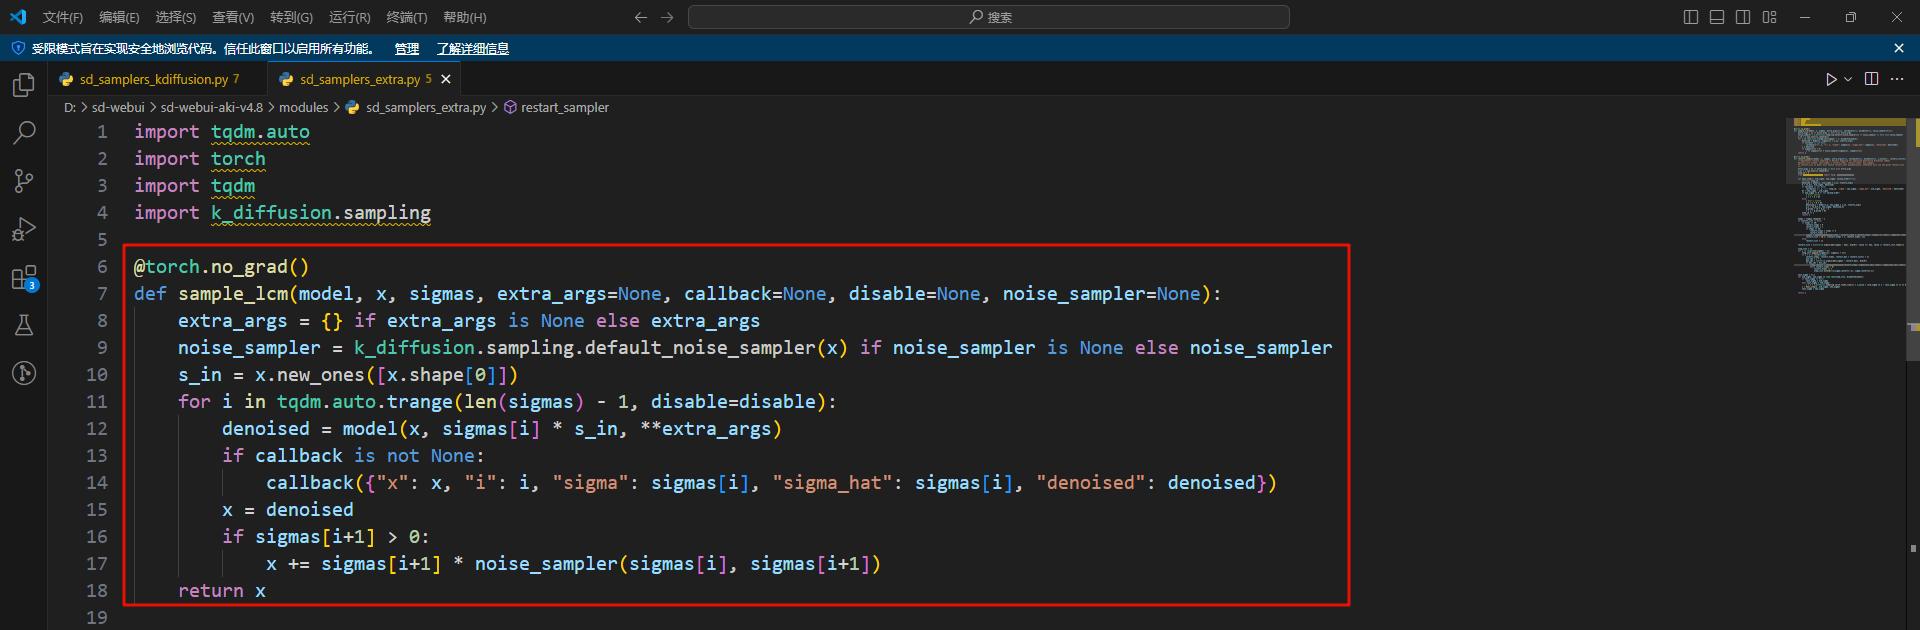 文件(F) 编辑(E) 选择(S) 查看(V) 转到(G) 运行(R) 终端(T) 帮助(H) 搜索
受限模式旨在实现安全地浏览代码。信任此窗口以启用所有功能。 管理 了解详细信息
sd_samplers_kdiffusion.py 7 sd_samplers_extra.py 5
D: > sd-webui > sd-webui-aki-v4.8 > modules > sd_samplers_extra.py > restart_sampler
1 import tqdm.auto
2 import torch
3 import tqdm
4 import k_diffusion.sampling
5
6 @torch.no_grad()
7 def sample_lcm(model, x, sigmas, extra_args=None, callback=None, disable=None, noise_sampler=None):
8 extra_args = {} if extra_args is None else extra_args
9 noise_sampler = k_diffusion.sampling.default_noise_sampler(x) if noise_sampler is None else noise_sampler
10 s_in = x.new_ones([x.shape[0]])
11 for i in tqdm.auto.trange(len(sigmas) - 1, disable=disable):
12 denoised = model(x, sigmas[i] * s_in, **extra_args)
13 if callback is not None:
14 callback({"x": x, "i": i, "sigma": sigmas[i], "sigma_hat": sigmas[i], "denoised": denoised})
15 x = denoised
16 if sigmas[i+1] > 0:
17 x += sigmas[i+1] * noise_sampler(sigmas[i], sigmas[i+1])
18 return x
19
3